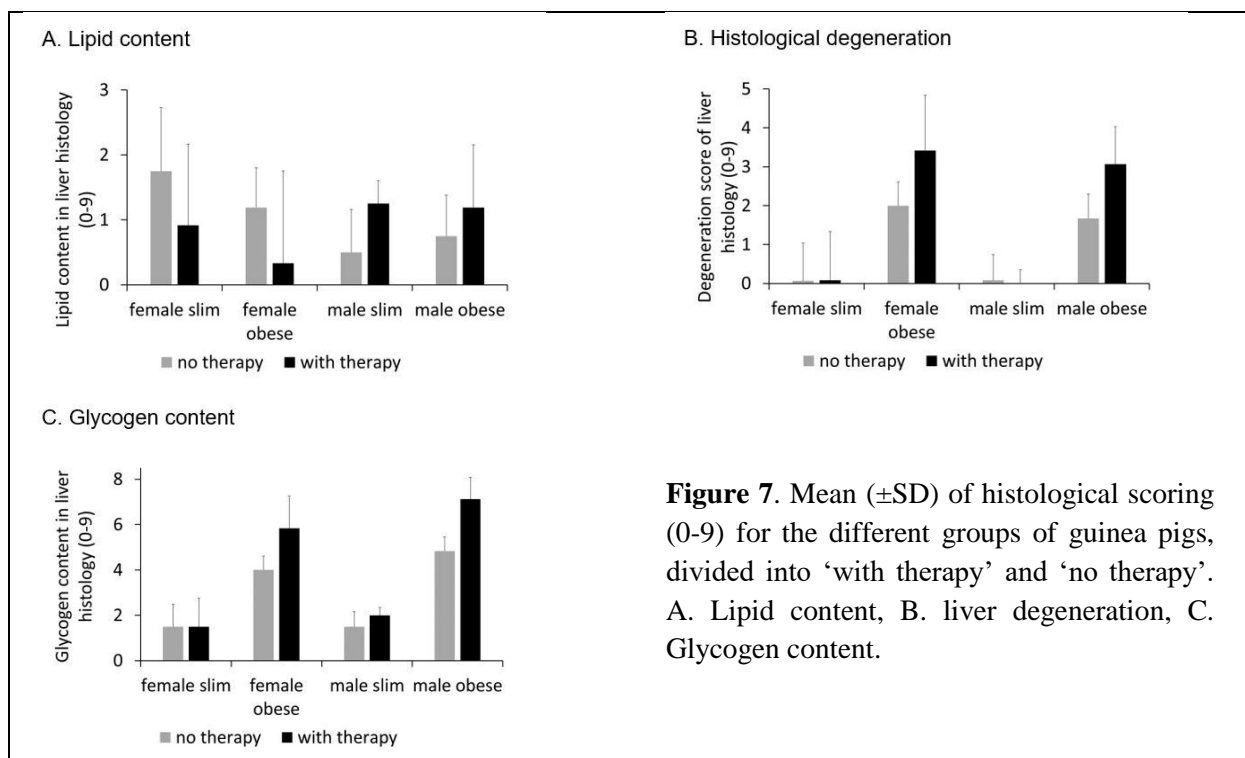 A. Lipid content
Lipid content in liver histology
(0-9)
3
2
1
0
female slim
female
obese
male slim
male obese
no therapy
with therapy
B. Histological degeneration
Degeneration score of liver
histology (0-9)
5
4
3
2
1
0
female slim
female
obese
male slim
male obese
no therapy
with therapy
C. Glycogen content
Glycogen content in liver
histology (0-9)
8
6
4
2
0
female slim
female
obese
male slim
male obese
no therapy
with therapy
Figure 7. Mean (±SD) of histological scoring
(0-9) for the different groups of guinea pigs,
divided into ‘with therapy’ and ‘no therapy’.
A. Lipid content, B. liver degeneration, C.
Glycogen content.